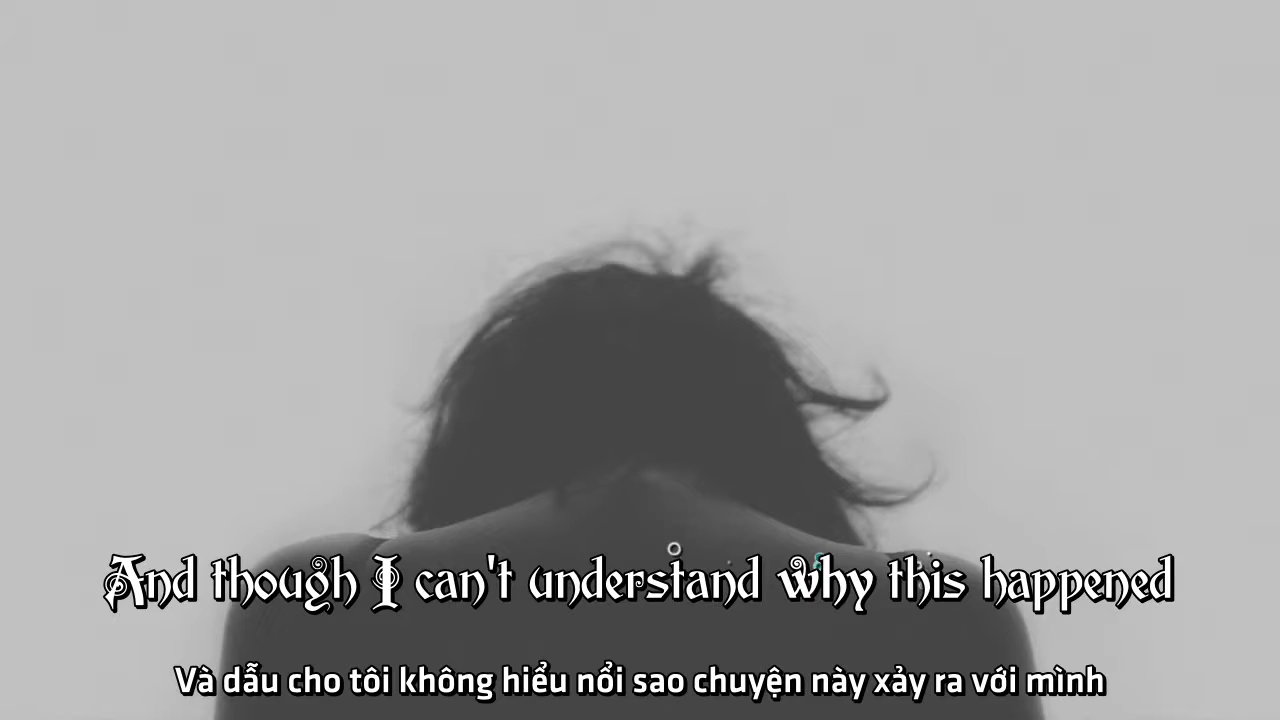 And though I can't understand why this happened
Và dẫu cho tôi không hiểu nổi sao chuyện này xảy ra với mình